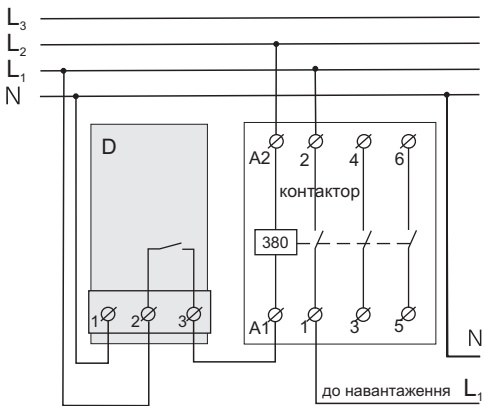 L3
L2
L1
N
D
A2 2 4 6
контактор
380
1 2 3 A1 1 3 5
N
до навантаження L1